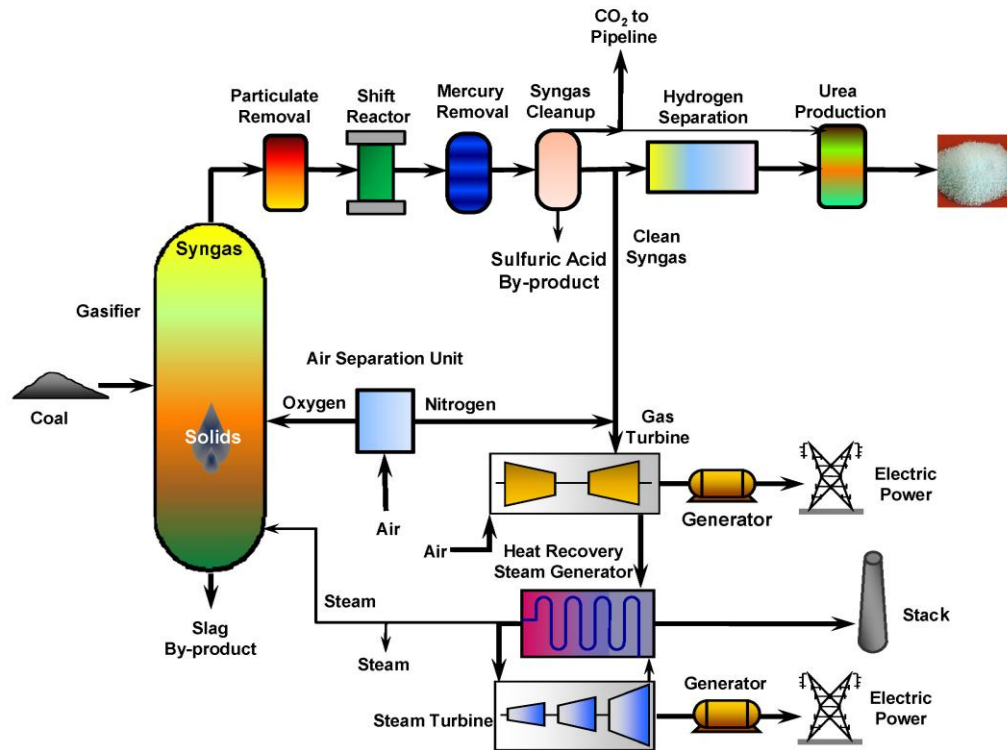 CO2 to
Pipeline
Particulate
Removal
Shift
Reactor
Mercury
Removal
Syngas
Cleanup
Hydrogen
Separation
Urea
Production
Syngas
Clean
Syngas
Sulfuric Acid
By-product
Gasifier
Air Separation Unit
Coal
Oxygen
Nitrogen
Solids
Gas
Turbine
Electric
Power
Generator
Air
Air
Heat Recovery
Steam Generator
Steam
Stack
Slag
By-product
Steam
Generator
Steam Turbine
Electric
Power